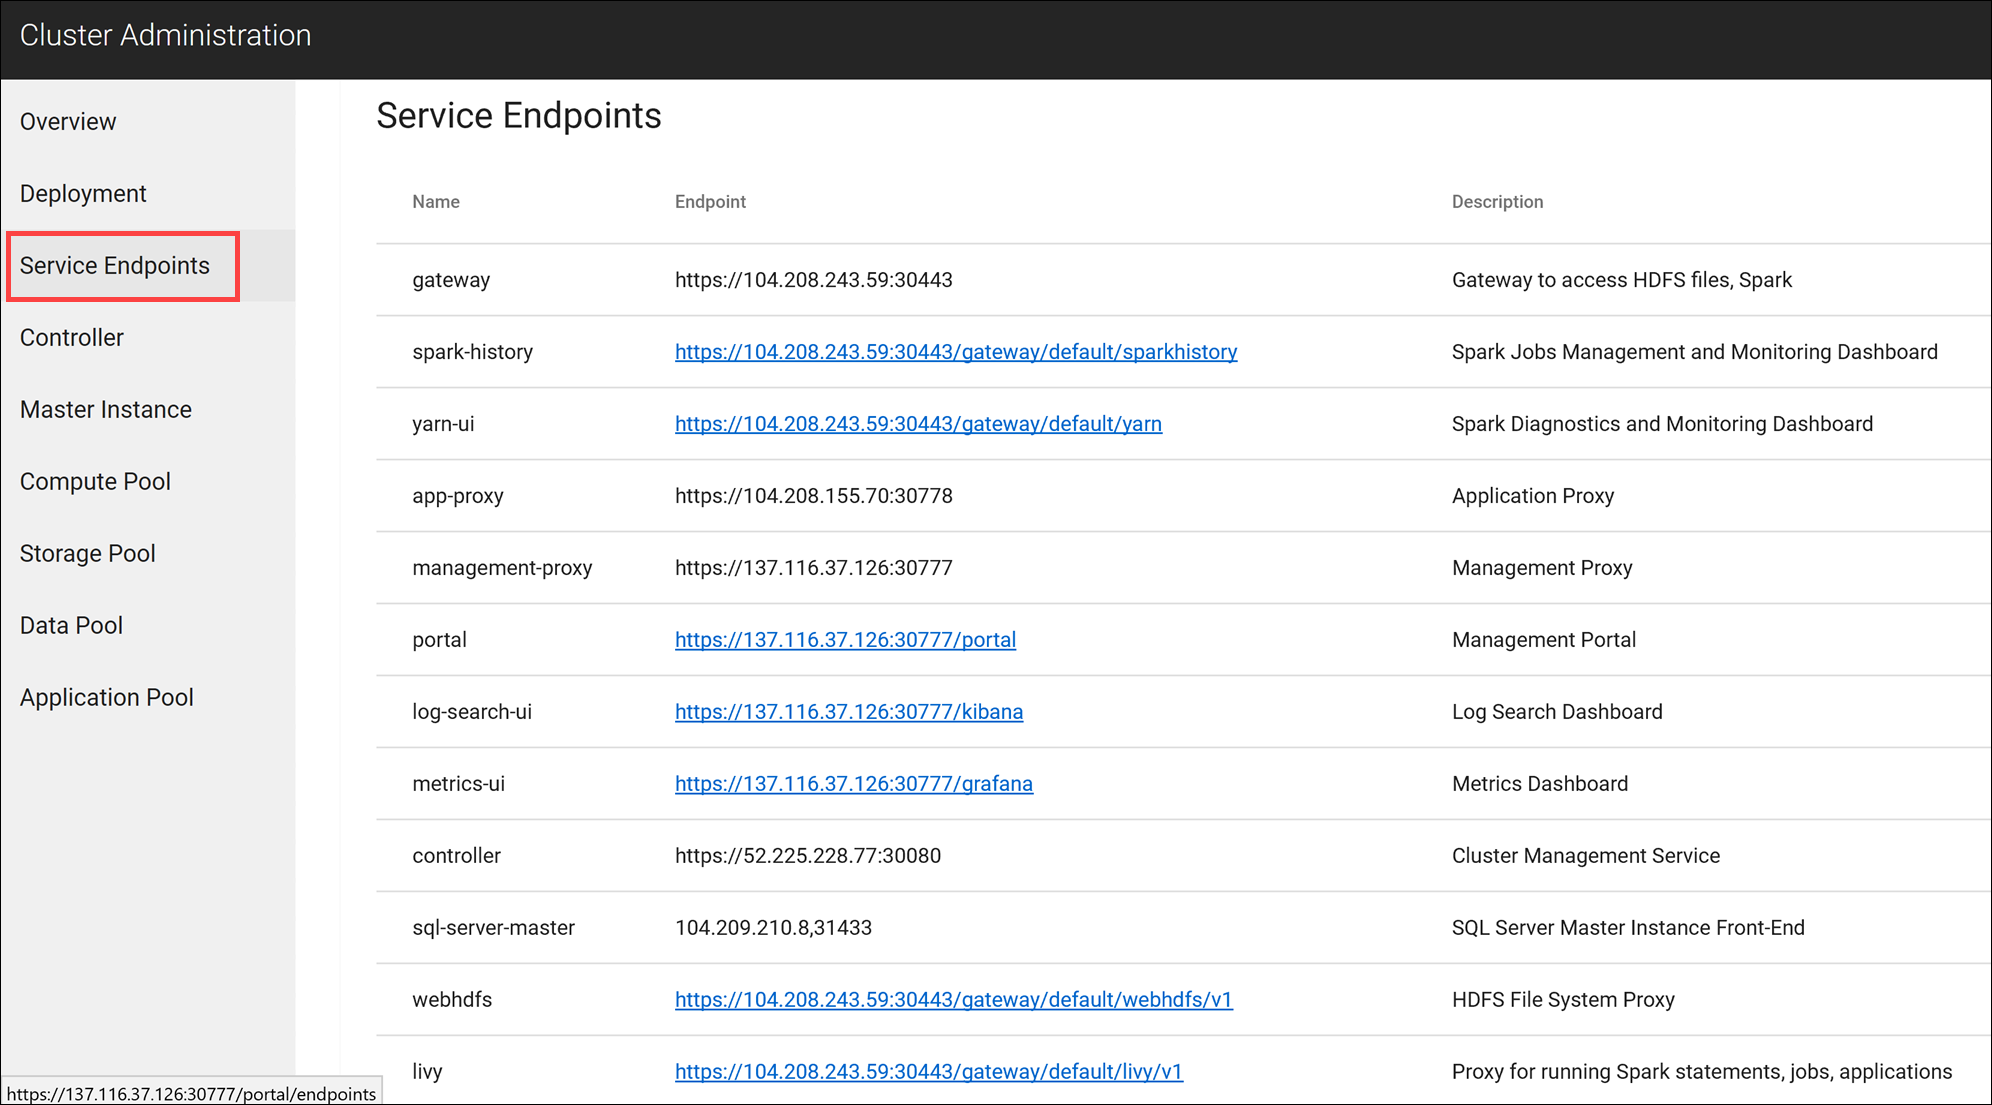 Cluster Administration
Overview
Deployment
Service Endpoints
Controller
Master Instance
Compute Pool
Storage Pool
Data Pool
Application Pool
Service Endpoints
Name Endpoint Description
gateway https://104.208.243.59:30443 Gateway to access HDFS files, Spark
spark-history https://104.208.243.59:30443/gateway/default/sparkhistory Spark Jobs Management and Monitoring Dashboard
yarn-ui https://104.208.243.59:30443/gateway/default/yarn Spark Diagnostics and Monitoring Dashboard
app-proxy https://104.208.155.70:30778 Application Proxy
management-proxy https://137.116.37.126:30777 Management Proxy
portal https://137.116.37.126:30777/portal Management Portal
log-search-ui https://137.116.37.126:30777/kibana Log Search Dashboard
metrics-ui https://137.116.37.126:30777/grafana Metrics Dashboard
controller https://52.225.228.77:30080 Cluster Management Service
sql-server-master 104.209.210.8,31433 SQL Server Master Instance Front-End
webhdfs https://104.208.243.59:30443/gateway/default/webhdfs/v1 HDFS File System Proxy
livy https://104.208.243.59:30443/gateway/default/livy/v1 Proxy for running Spark statements, jobs, applications
https://137.116.37.126:30777/portal/endpoints